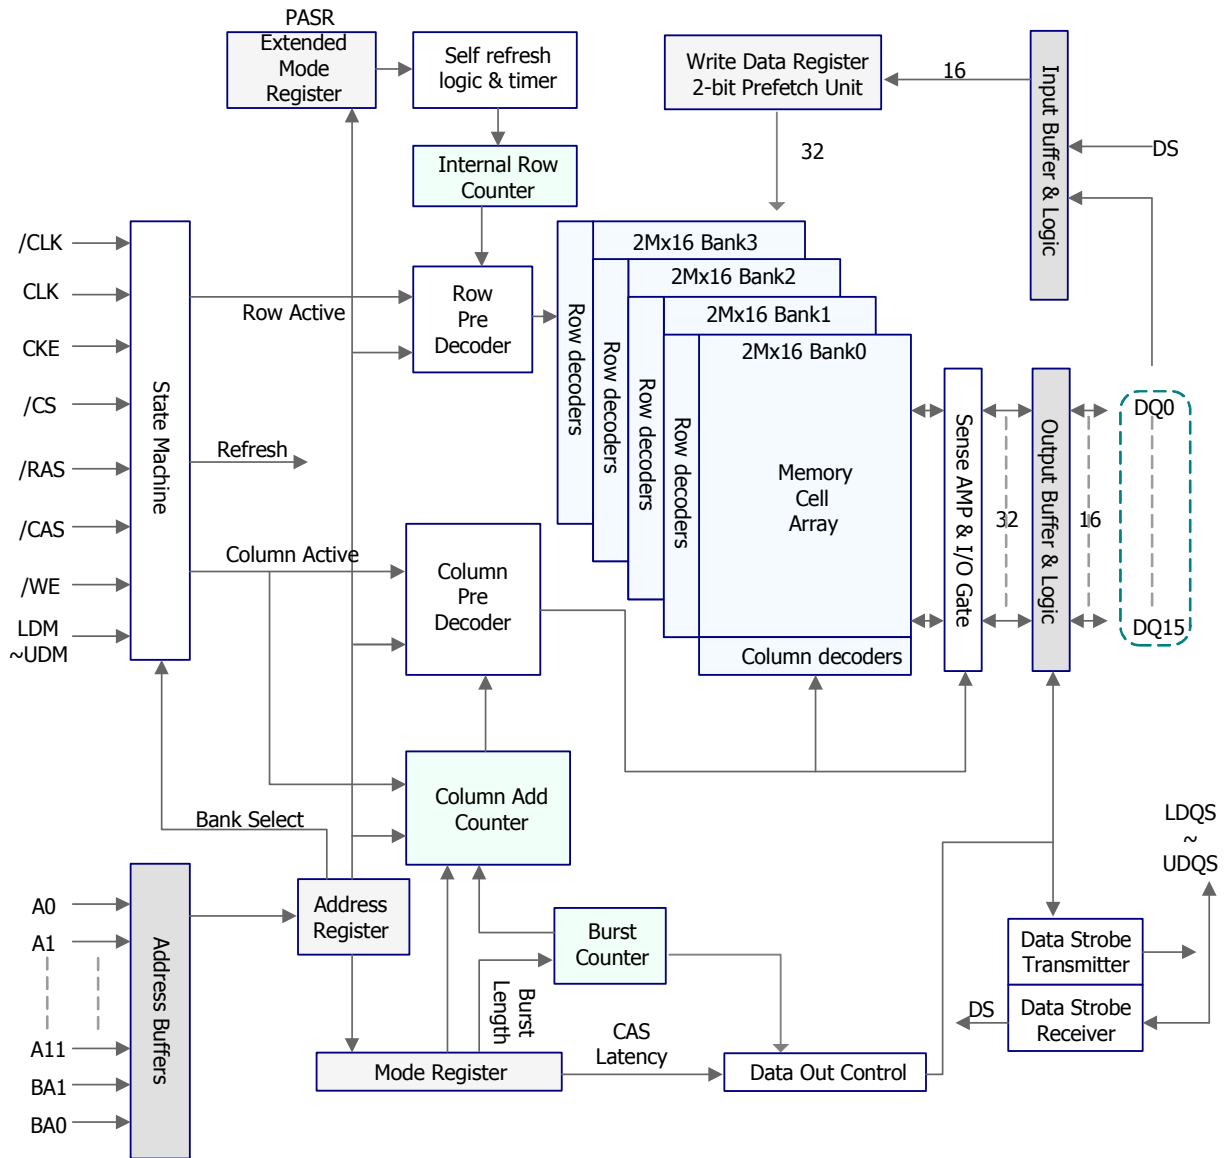 PASR
Extended
Mode
Register
Self refresh
logic & timer
Internal Row
Counter
Write Data Register
2-bit Prefetch Unit
16
32
Input Buffer & Logic
DS
/CLK
CLK
CKE
/CS
/RAS
/CAS
/WE
LDM
~UDM
State Machine
Row Active
Refresh
Column Active
Row
Pre
Decoder
Column
Pre
Decoder
Row decoders
Row decoders
Row decoders
Row decoders
2Mx16 Bank3
2Mx16 Bank2
2Mx16 Bank1
2Mx16 Bank0
Memory
Cell
Array
Column decoders
Sense AMP & I/O Gate
32
Output Buffer & Logic
16
DQ0
DQ15
Column Add
Counter
Bank Select
A0
A1
A11
BA1
BA0
Address Buffers
Address
Register
Burst
Counter
Burst
Length
Mode Register
CAS
Latency
Data Out Control
LDQS
~
UDQS
Data Strobe
Transmitter
Data Strobe
Receiver
DS